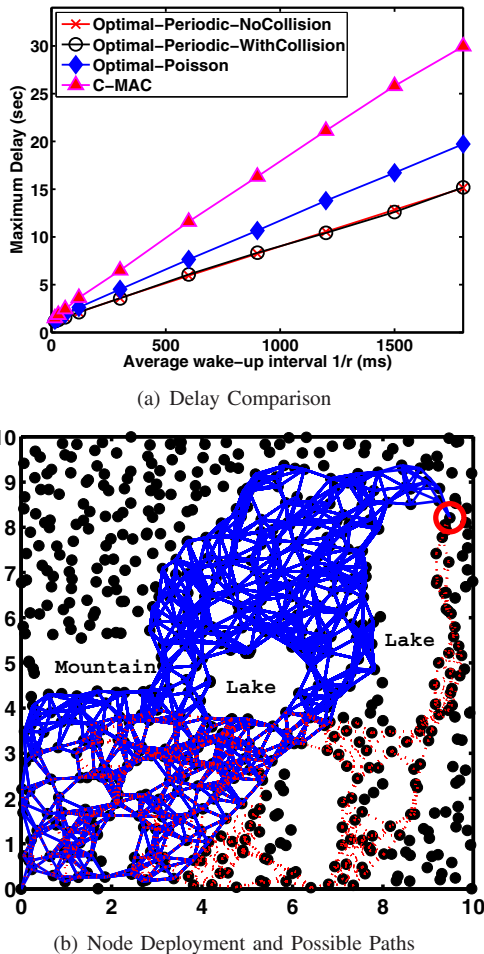 30
25
20
15
10
5
0
Maximum Delay (sec)
Optimal-Periodic-NoCollision
Optimal-Periodic-WithCollision
Optimal-Poisson
C-MAC
0
500
1000
1500
Average wake-up interval 1/r (ms)
(a) Delay Comparison
10
9
8
7
6
5
4
3
2
1
0
Mountain
Lake
Lake
0
2
4
6
8
10
(b) Node Deployment and Possible Paths